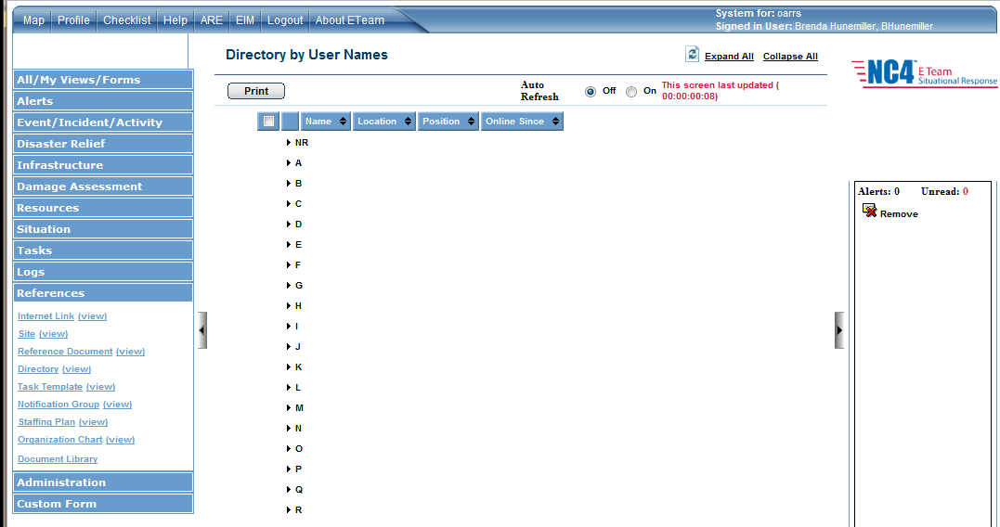 Map Profile Checklist Help ARE EIM Logout About ETeam
System for: oarrs
Signed in User: Brenda Hunemiller, BHunemiller
Directory by User Names
Expand All Collapse All
NC4™ E Team
Situational Response
Print
Auto
Refresh
Off On
This screen last updated (
00:00:00:08)
Name Location Position Online Since
NR
A
B
C
D
E
F
G
H
I
J
K
L
M
N
O
P
Q
R
All/My Views/Forms
Alerts
Event/Incident/Activity
Disaster Relief
Infrastructure
Damage Assessment
Resources
Situation
Tasks
Logs
References
Internet Link (view)
Site (view)
Reference Document (view)
Directory (view)
Task Template (view)
Notification Group (view)
Staffing Plan (view)
Organization Chart (view)
Document Library
Administration
Custom Form
Alerts: 0 Unread: 0
Remove